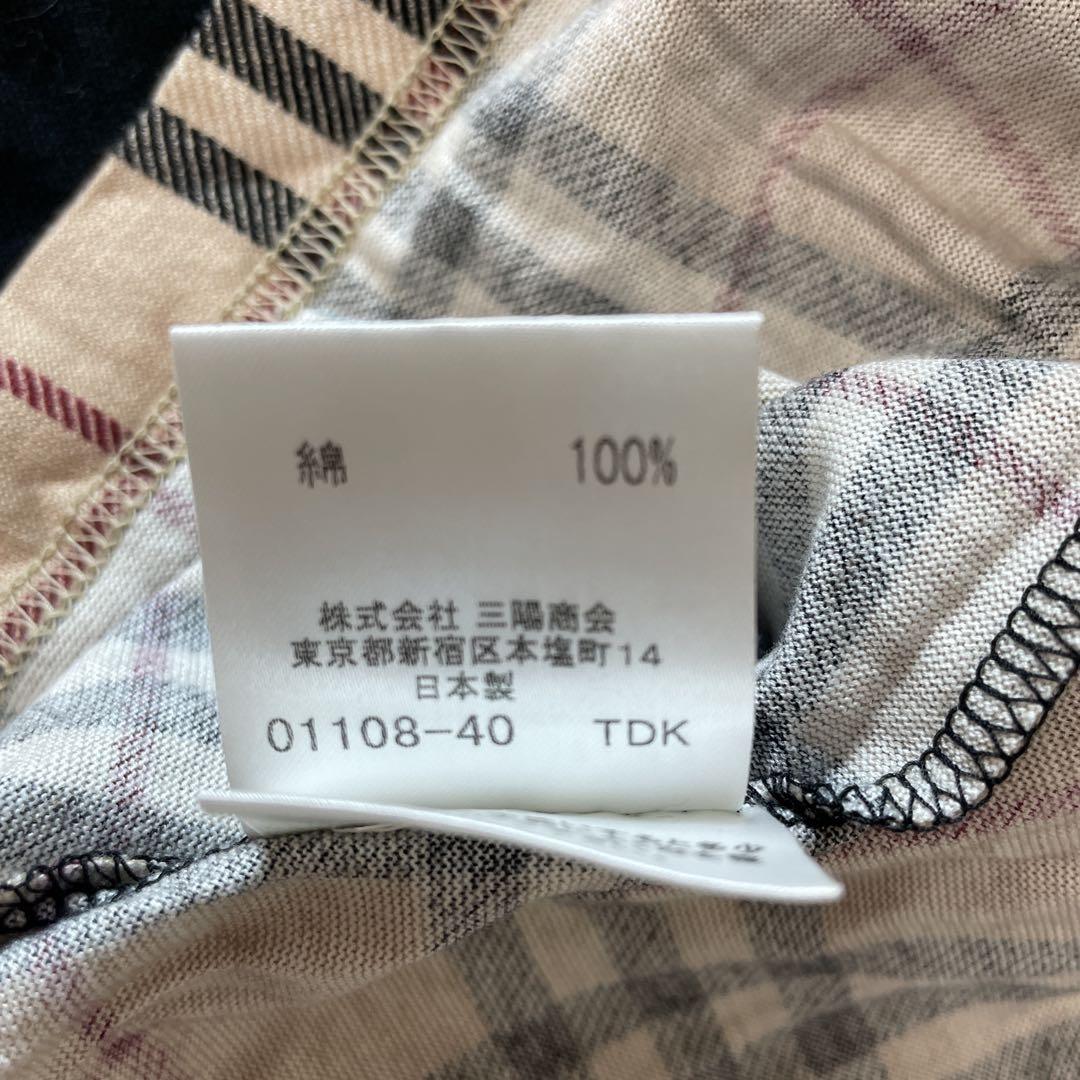 綿 100%
株式会社 三陽商会
東京都新宿区本塩町14
日本製
01108-40 TDK